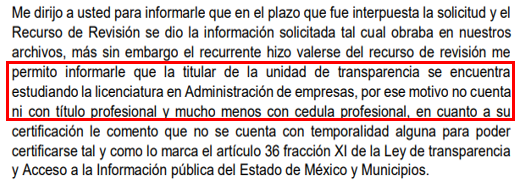 Me dirijo a usted para informarle que en el plazo que fue interpuesta la solicitud y el
Recurso de Revisión se dio la información solicitada tal cual obraba en nuestros
archivos, más sin embargo el recurrente hizo valerse del recurso de revisión me
permito informarle que la titular de la unidad de transparencia se encuentra
estudiando la licenciatura en Administración de empresas, por ese motivo no cuenta
ni con título profesional y mucho menos con cedula profesional, en cuanto a su
certificación le comento que no se cuenta con temporalidad alguna para poder
certificarse tal y como lo marca el artículo 36 fracción XI de la Ley de transparencia
y Acceso a la Información pública del Estado de México y Municipios.